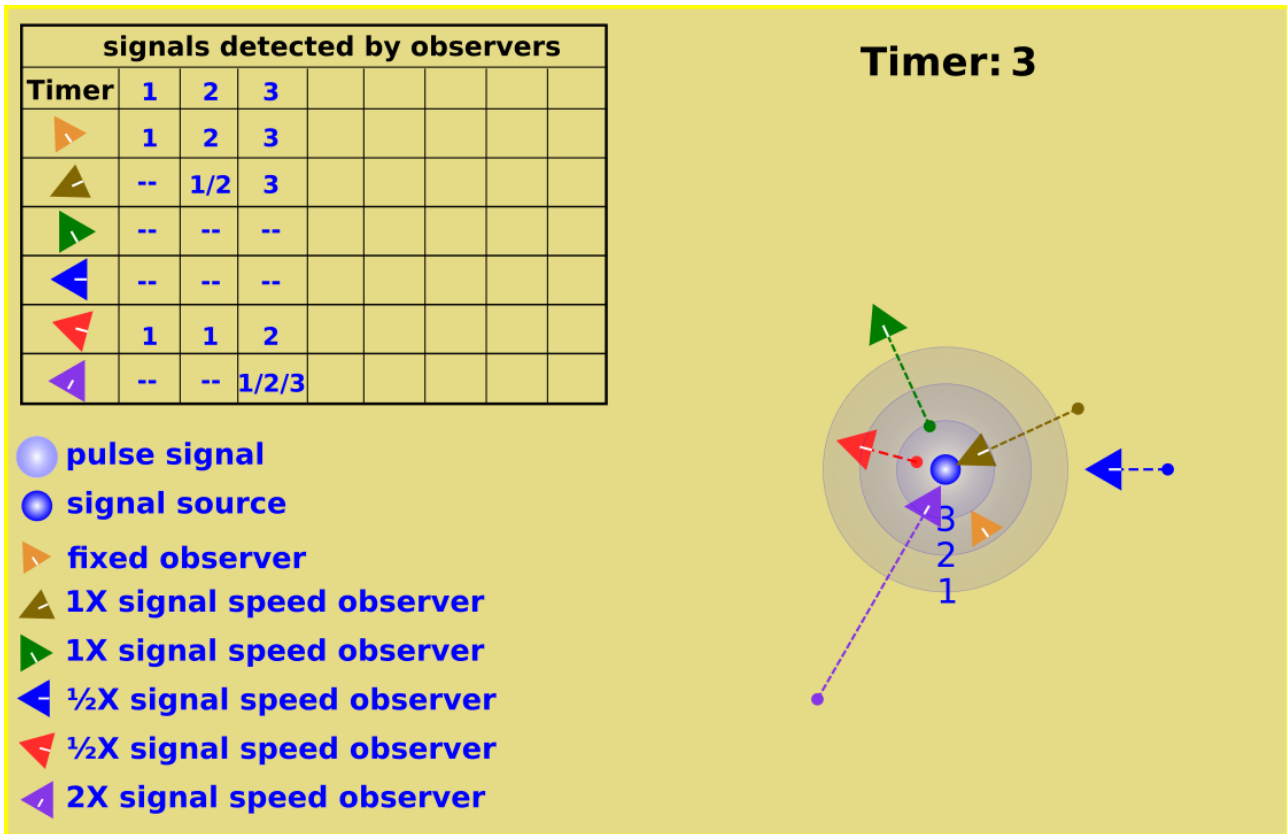 signals detected by observers
Timer 1 2 3
1 2 3
-- 1/2 3
-- -- --
-- -- --
1 1 2
-- -- 1/2/3
pulse signal
signal source
fixed observer
1X signal speed observer
1X signal speed observer
½X signal speed observer
½X signal speed observer
2X signal speed observer
Timer: 3
3
2
1